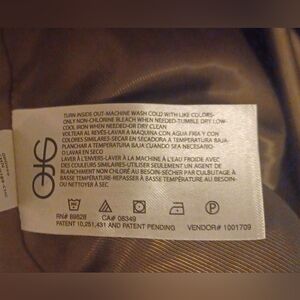 TURN INSIDE OUT-MACHINE WASH COLD WITH LIKE COLORS-
ONLY NON-CHLORINE BLEACH WHEN NEEDED-TUMBLE DRY LOW-
COOL IRON WHEN NEEDED-OR DRY CLEAN
VOLTEAR AL REVÉS-LAVAR A MAQUINA CON AGUA FRIA Y CON
COLORES SIMILARES-SECAR EN SECADORA A TEMPERATURA BAJA-
PLANCHAR A TEMPERATURA BAJA CUANDO SEA NECESARIO-
O LAVAR EN SECO
LAVER À L'ENVERS-LAVER À LA MACHINE À L'EAU FROIDE AVEC
DES COULEURS SIMILAIRES-UTILISER SEULEMENT UN AGENT DE
BLANCHIMENT NON CHLORÉ AU BESOIN-SÉCHER PAR CULBUTAGE À
BASSE TEMPÉRATURE-REPASSER À BASSE TEMPÉRATURE AU BESOIN-
OU NETTOYER À SEC
RN# 89828 CA# 08349
PATENT 10,251,431 AND PATENT PENDING VENDOR# 1001709